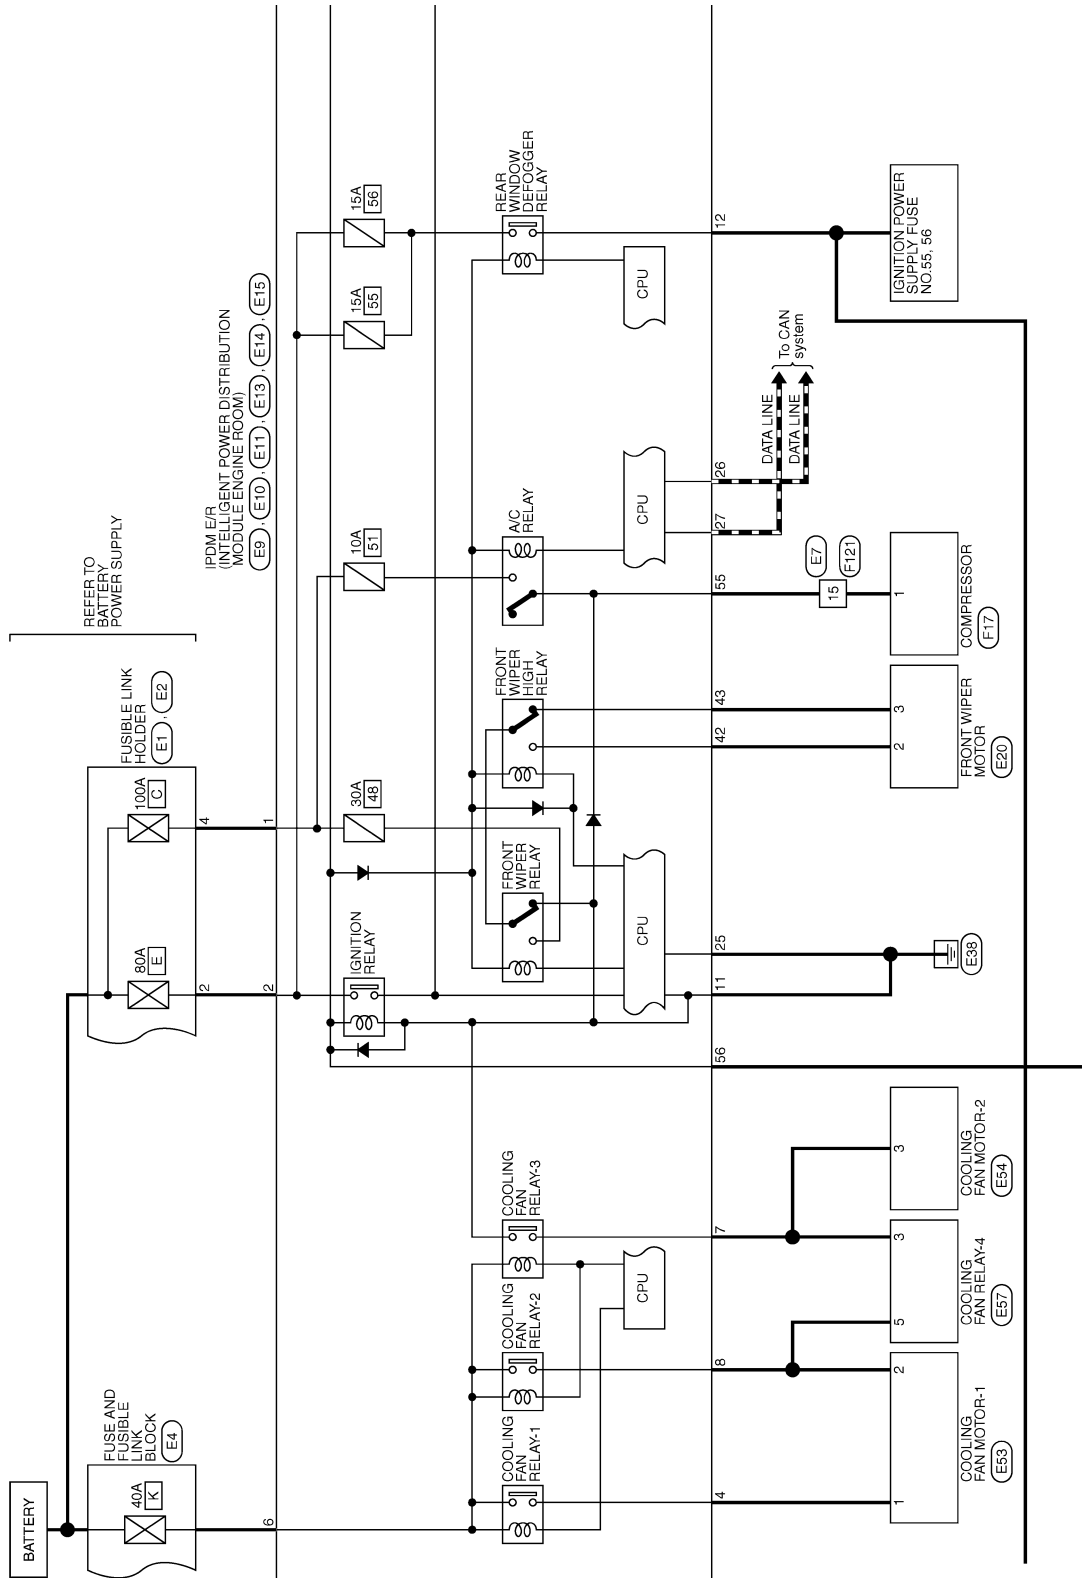 BATTERY
FUSE AND
FUSIBLE
LINK
BLOCK
E4
40A
K
6
REFER TO
BATTERY
POWER SUPPLY
FUSIBLE LINK
HOLDER
E1 , E2
80A
E
100A
C
2
4
2
1
IPDM E/R
(INTELLIGENT POWER DISTRIBUTION
MODULE ENGINE ROOM)
E9 , E10 , E11 , E13 , E14 , E15
IGNITION
RELAY
30A
48
10A
51
15A
55
15A
56
COOLING
FAN
RELAY-1
COOLING
FAN
RELAY-2
COOLING
FAN
RELAY-3
FRONT
WIPER
RELAY
FRONT
WIPER
HIGH
RELAY
A/C
RELAY
REAR
WINDOW
DEFOGGER
RELAY
CPU
CPU
CPU
CPU
4
8
7
56
11
25
42
43
55
27
26
12
DATA LINE
DATA LINE
To CAN
system
E38
15
E7
F121
1
2
5
3
3
2
3
1
COOLING
FAN MOTOR-1
E53
COOLING
FAN RELAY-4
E57
COOLING
FAN MOTOR-2
E54
FRONT WIPER
MOTOR
E20
COMPRESSOR
F17
IGNITION POWER
SUPPLY FUSE
NO.55, 56